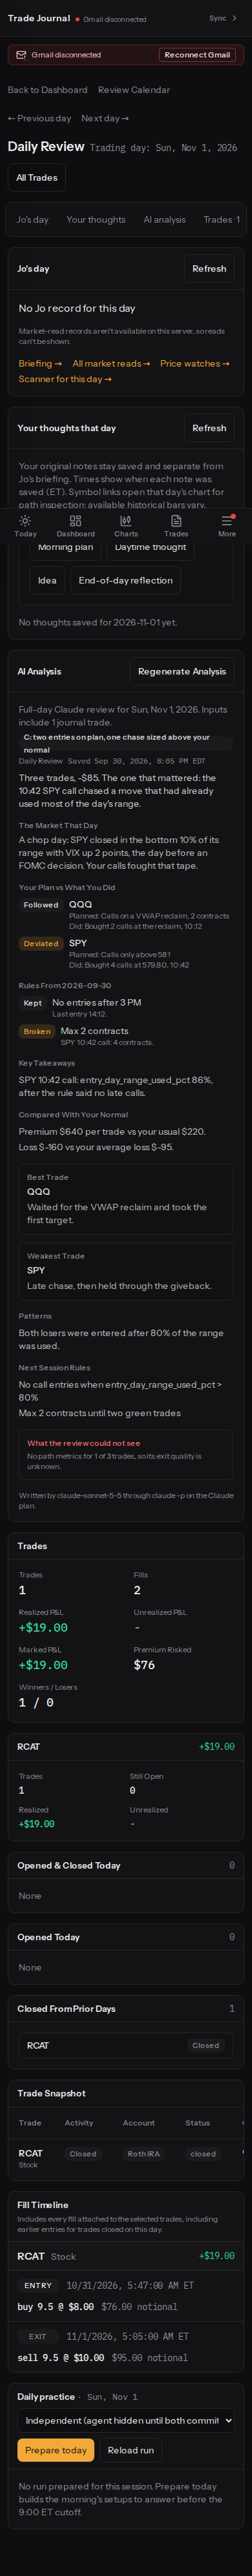 Trade Journal Gmail disconnected Sync
Gmail disconnected Reconnect Gmail
Back to Dashboard Review Calendar
← Previous day Next day →
Daily Review Trading day: Sun, Nov 1, 2026
All Trades
Jo's day Your thoughts AI analysis Trades · 1
Jo's day Refresh
No Jo record for this day
Market-read records aren't available on this server, so reads
can't be shown.
Briefing → All market reads → Price watches →
Scanner for this day →
Your thoughts that day Refresh
Your original notes stay saved and separate from
Jo's briefing. Times show when each note was
saved (ET). Symbol links open that day's chart for
path inspection; available historical bars vary.
Today Dashboard Charts Trades More
Morning plan Daytime thought
Idea End-of-day reflection
No thoughts saved for 2026-11-01 yet.
AI Analysis Regenerate Analysis
Full-day Claude review for Sun, Nov 1, 2026. Inputs
include 1 journal trade.
C: two entries on plan, one chase sized above your
normal
Daily Review Saved Sep 30, 2026, 8:05 PM EDT
Three trades, -$85. The one that mattered: the
10:42 SPY call chased a move that had already
used most of the day's range.
The Market That Day
A chop day; SPY closed in the bottom 10% of its
range with VIX up 2 points, the day before an
FOMC decision. Your calls fought that tape.
Your Plan vs What You Did
Followed QQQ
Planned: Calls on a VWAP reclaim, 2 contracts
Did: Bought 2 calls at the reclaim, 10:12
Deviated SPY
Planned: Calls only above 581
Did: Bought 4 calls at 579.80, 10:42
Rules From 2026-09-30
Kept No entries after 3 PM
Last entry 14:12.
Broken Max 2 contracts
SPY 10:42 call: 4 contracts.
Key Takeaways
SPY 10:42 call: entry_day_range_used_pct 86%,
after the rule said no late calls.
Compared With Your Normal
Premium $640 per trade vs your usual $220.
Loss $-160 vs your average loss $-95.
Best Trade
QQQ
Waited for the VWAP reclaim and took the
first target.
Weakest Trade
SPY
Late chase, then held through the giveback.
Patterns
Both losers were entered after 80% of the range
was used.
Next Session Rules
No call entries when entry_day_range_used_pct >
80%
Max 2 contracts until two green trades
What the review could not see
No path metrics for 1 of 3 trades, so its exit quality is
unknown.
Written by claude-sonnet-5-5 through claude -p on the Claude
plan.
Trades
Trades Fills
1 2
Realized P&L Unrealized P&L
+$19.00 -
Marked P&L Premium Risked
+$19.00 $76
Winners / Losers
1 / 0
RCAT +$19.00
Trades Still Open
1 0
Realized Unrealized
+$19.00 -
Opened & Closed Today 0
None
Opened Today 0
None
Closed From Prior Days 1
RCAT Closed
Trade Snapshot
Trade Activity Account Status
RCAT Closed Roth IRA closed
Stock
Fill Timeline
Includes every fill attached to the selected trades, including
earlier entries for trades closed on this day.
RCAT Stock +$19.00
ENTRY 10/31/2026, 5:47:00 AM ET
buy 9.5 @ $8.00 $76.00 notional
EXIT 11/1/2026, 5:05:00 AM ET
sell 9.5 @ $10.00 $95.00 notional
Daily practice · Sun, Nov 1
Independent (agent hidden until both commit
Prepare today Reload run
No run prepared for this session. Prepare today
builds the morning's setups to answer before the
9:00 ET cutoff.